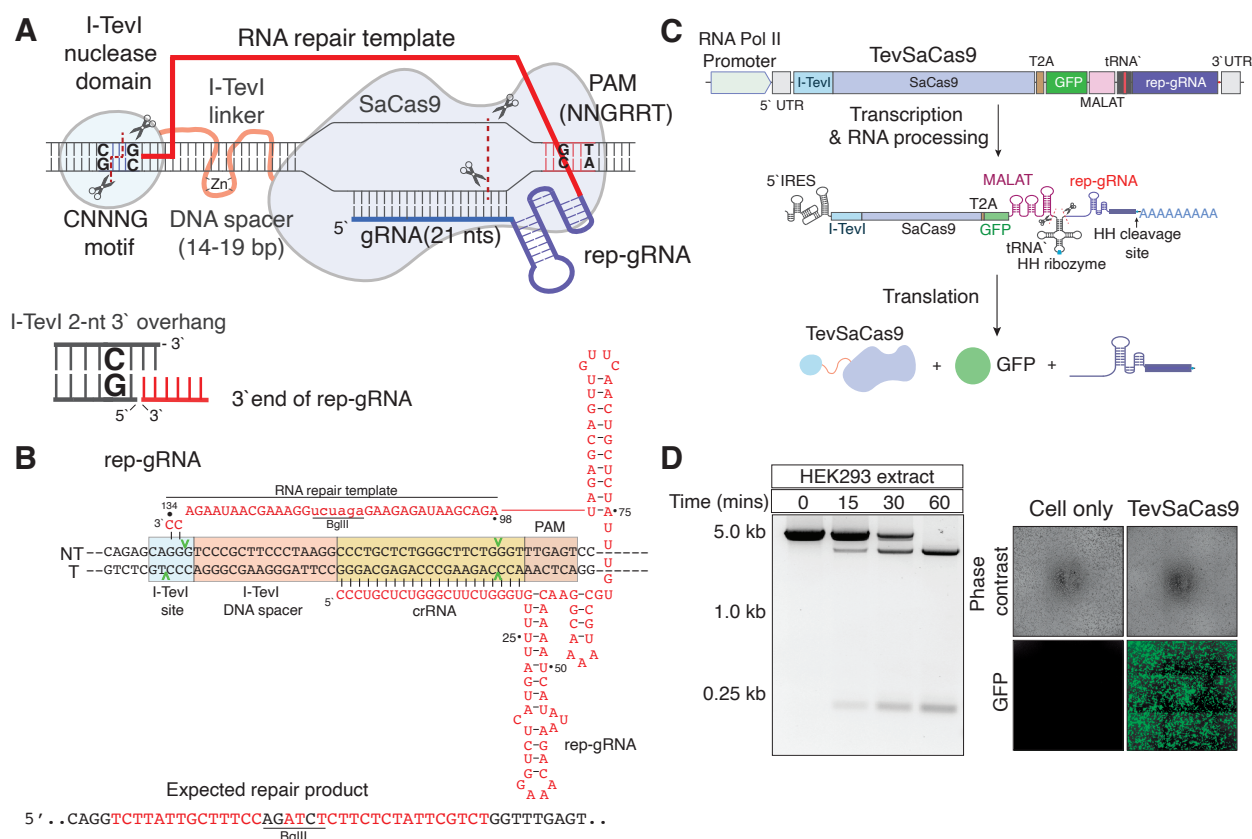 A
I-TevI
nuclease
domain
RNA repair template
I-TevI
linker
SaCas9
PAM
(NNGRRT)
C G
G C
G T
C A
Zn
CNNNG
motif
DNA spacer
(14-19 bp)
5`
gRNA(21 nts)
rep-gRNA
I-TevI 2-nt 3` overhang
C
G
3`
5` 3`
3`end of rep-gRNA
B
rep-gRNA
RNA repair template
134
3`CC
AGAAUAACGAAAGGucuagaGAAGAGAUAAGCAGA
BglII
98
75
PAM
NT
CAGAGCAGGGTCCCGCTTCCCTAAGGCCCTGCTCTGGGCTTCTGGGTTTGAGTCC
T
GTCTCGTCCCAGGGCGAAGGGATTCCGGGACGAGACCCGAAGACCCAAACTCAGG
I-TevI
site
I-TevI
DNA spacer
5`
CCCUGCUCUGGGCUUCUGGGU
crRNA
25
50
rep-gRNA
Expected repair product
5'..CAGGTCTTATTGCTTTCCAGATCTCTTCTCTATTCGTCTGGTTTGAGT..
BglII
C
RNA Pol II
Promoter
5` UTR
TevSaCas9
I-TevI
SaCas9
T2A
GFP
MALAT
tRNA`
rep-gRNA
3`UTR
Transcription
& RNA processing
5`IRES
I-TevI
SaCas9
T2A
GFP
MALAT
rep-gRNA
AAAAAAAAA
tRNA`
HH ribozyme
HH cleavage
site
Translation
TevSaCas9
+
GFP
+
D
HEK293 extract
Time (mins)
0 15 30 60
5.0 kb
1.0 kb
0.25 kb
Cell only
TevSaCas9
Phase
contrast
GFP